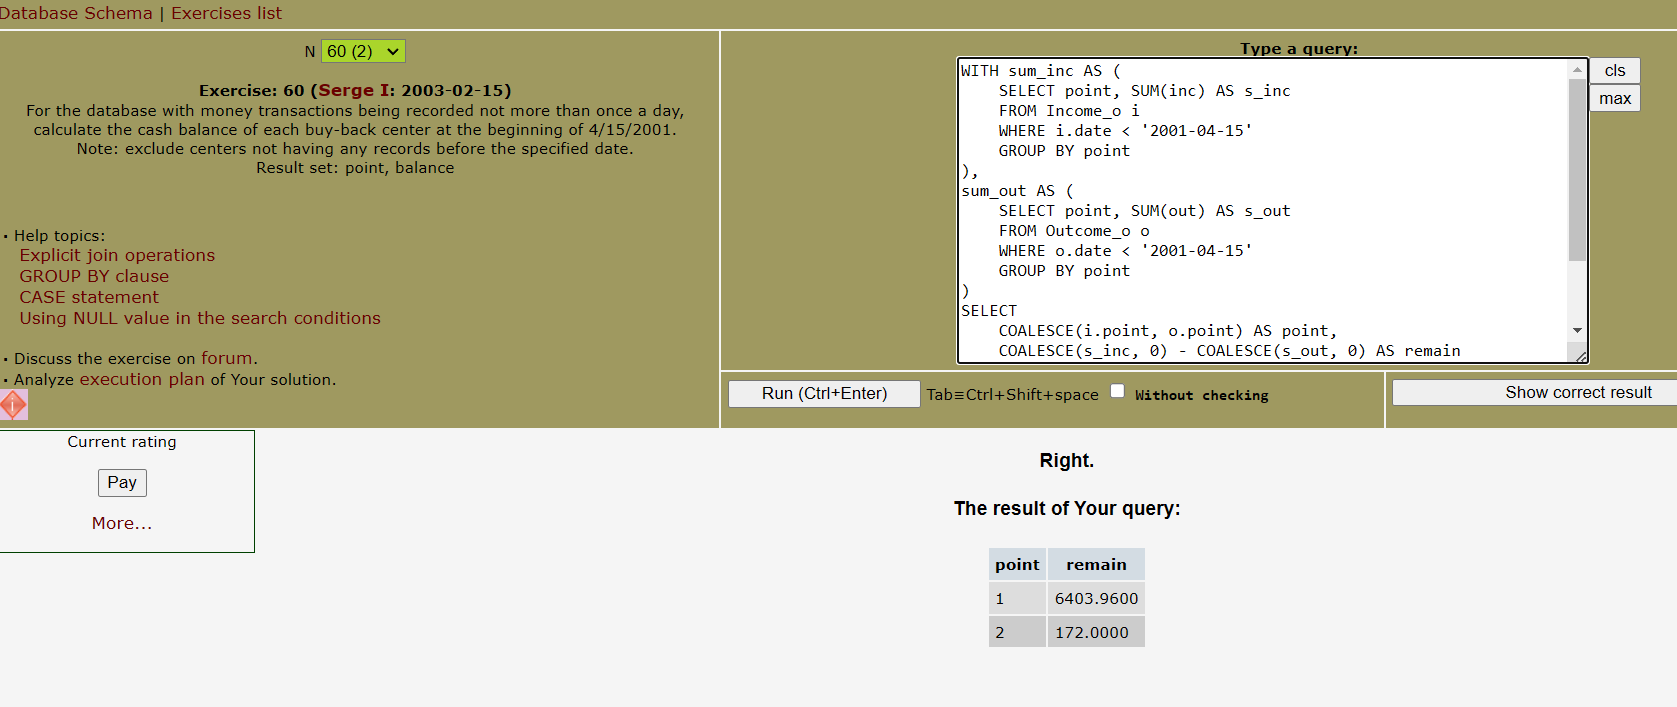 Database Schema | Exercises list
N 60 (2)
Exercise: 60 (Serge I: 2003-02-15)
For the database with money transactions being recorded not more than once a day,
calculate the cash balance of each buy-back center at the beginning of 4/15/2001.
Note: exclude centers not having any records before the specified date.
Result set: point, balance
· Help topics:
Explicit join operations
GROUP BY clause
CASE statement
Using NULL value in the search conditions
· Discuss the exercise on forum.
· Analyze execution plan of Your solution.
Type a query:
WITH sum_inc AS (
    SELECT point, SUM(inc) AS s_inc
    FROM Income_o i
    WHERE i.date < '2001-04-15'
    GROUP BY point
),
sum_out AS (
    SELECT point, SUM(out) AS s_out
    FROM Outcome_o o
    WHERE o.date < '2001-04-15'
    GROUP BY point
)
SELECT
    COALESCE(i.point, o.point) AS point,
    COALESCE(s_inc, 0) - COALESCE(s_out, 0) AS remain
cls
max
Run (Ctrl+Enter) Tab≡Ctrl+Shift+space Without checking
Show correct result
Current rating
Pay
More...
Right.
The result of Your query:
point remain
1 6403.9600
2 172.0000